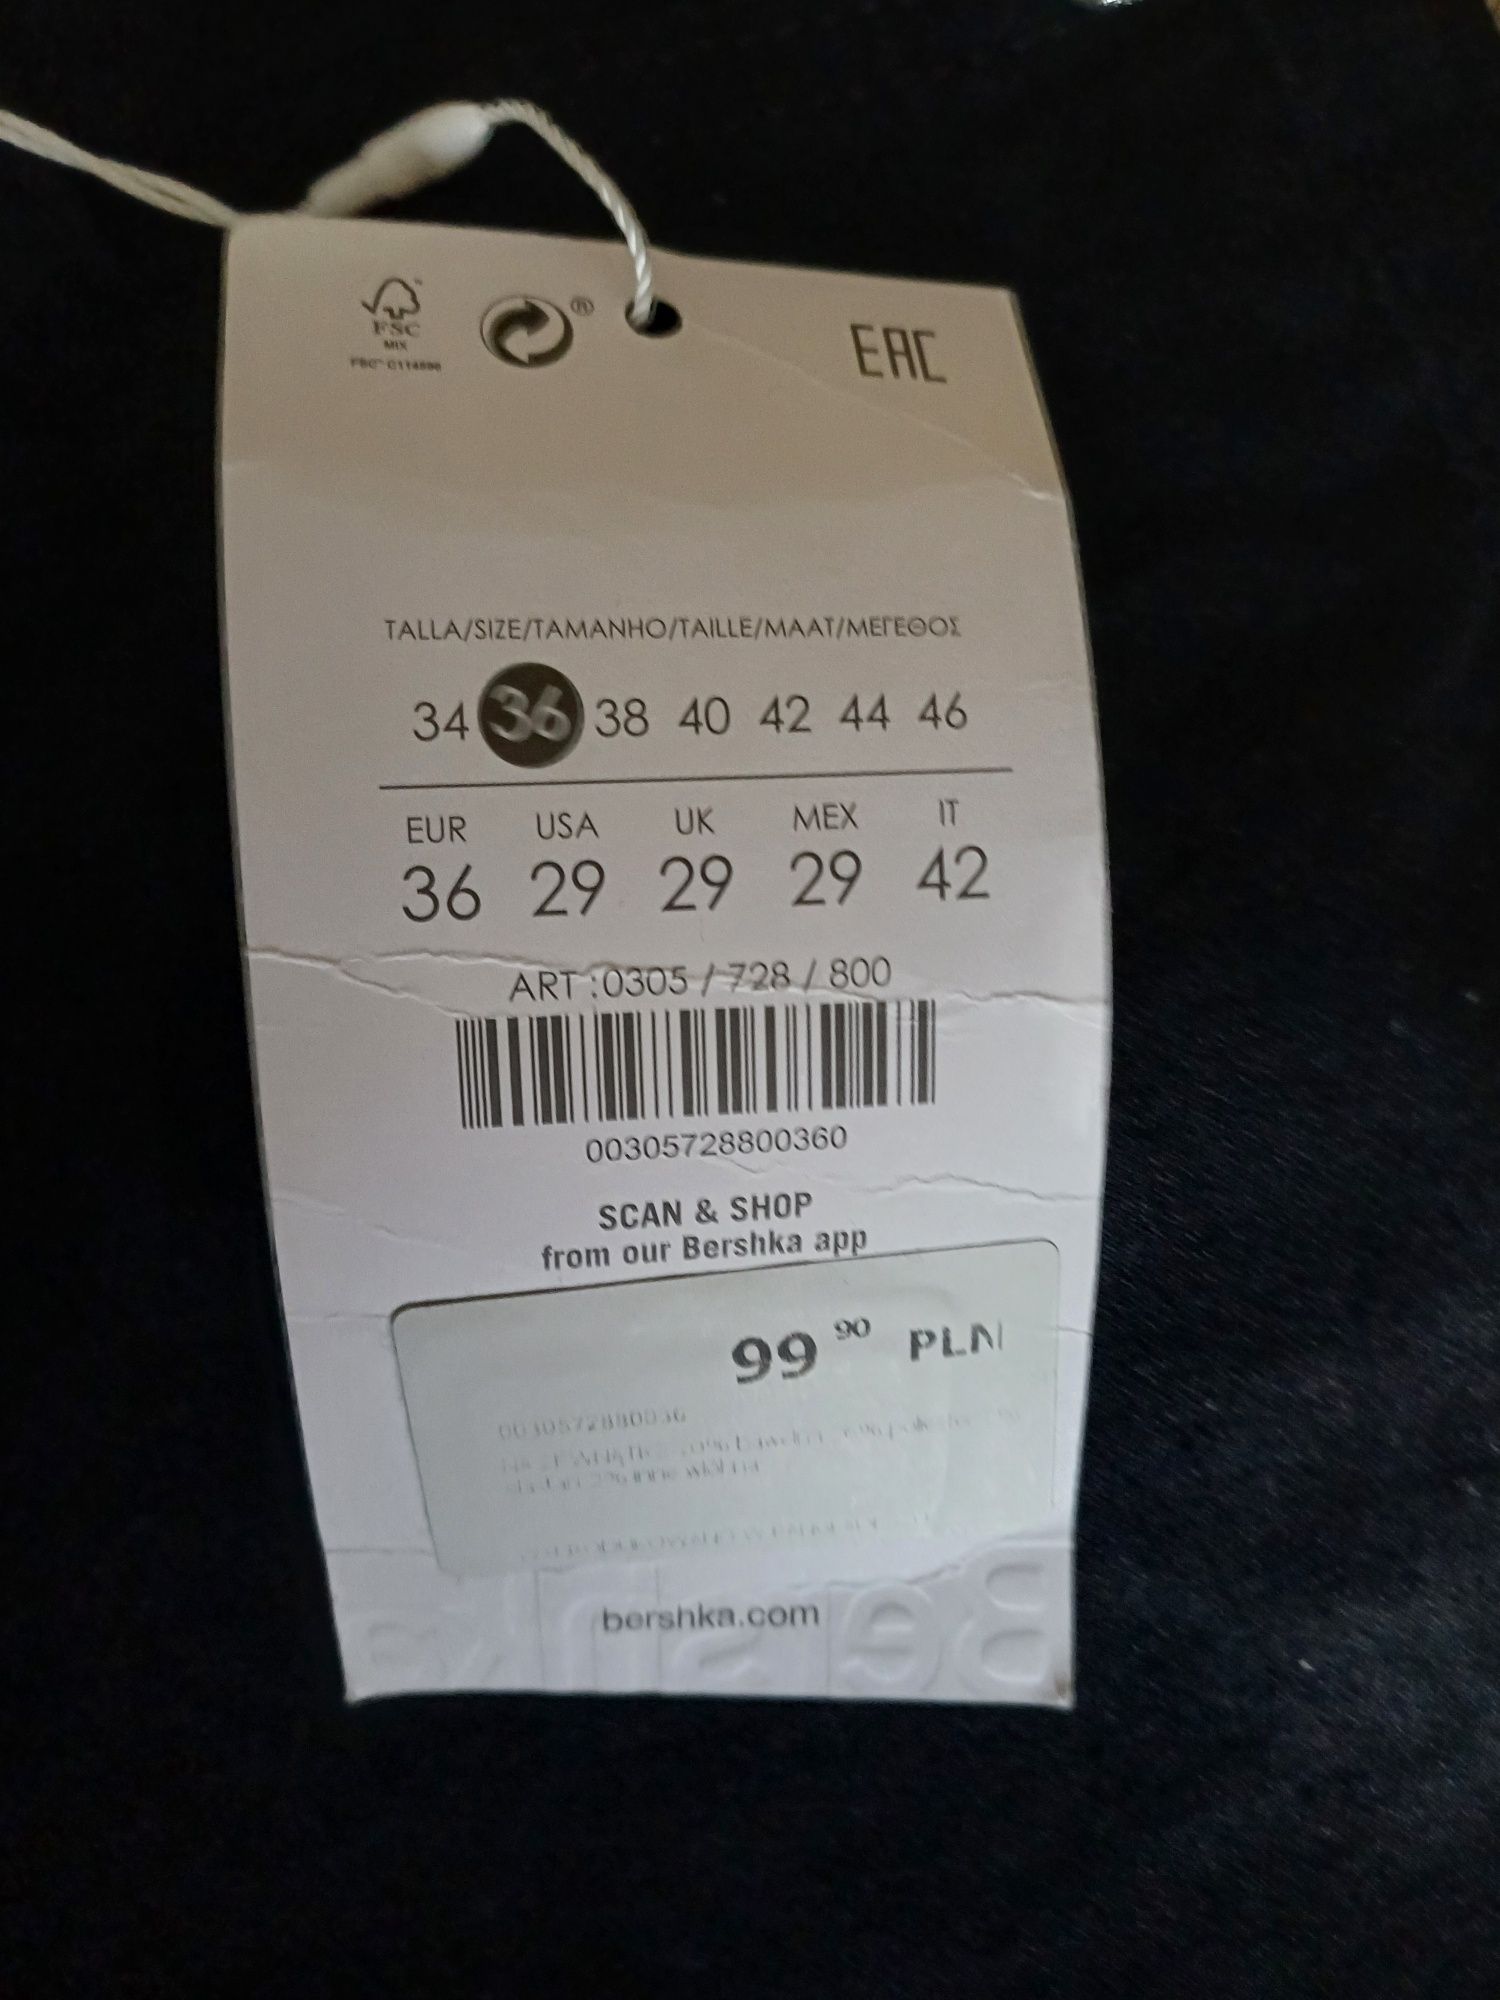 FSC
MIX
®
EAC
TALLA/SIZE/TAMANHO/TAILLE/MAAT/ΜΕΓΕΘΟΣ
34 36 38 40 42 44 46
EUR USA UK MEX IT
36 29 29 29 42
ART :0305 / 728 / 800
00305728800360
SCAN & SHOP
from our Bershka app
99 90 PLN
inne włókna
bershka.com